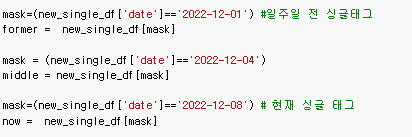 mask=(new_single_df['date']=='2022-12-01') #일주일 전 싱글태그
former =  new_single_df[mask]
mask = (new_single_df['date']=='2022-12-04')
middle = new_single_df[mask]
mask=(new_single_df['date']=='2022-12-08') # 현재 싱글 태그
now =  new_single_df[mask]